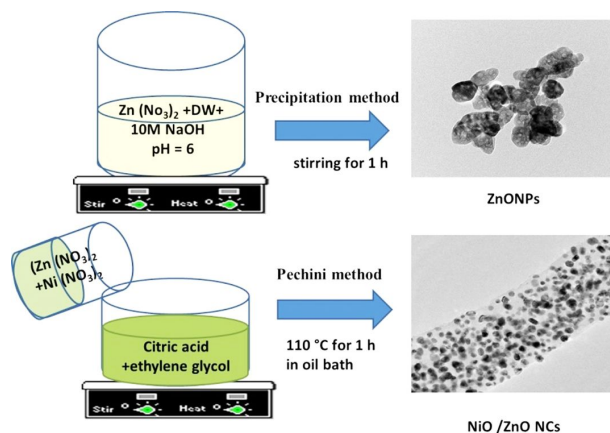 Zn (No3)2 +DW+
10M NaOH
pH = 6
Stir
Heat
Precipitation method
stirring for 1 h
ZnONPs
(Zn (NO3)2
+Ni (NO3)2
Citric acid
+ethylene glycol
Stir
Heat
Pechini method
110 °C for 1 h
in oil bath
NiO /ZnO NCs